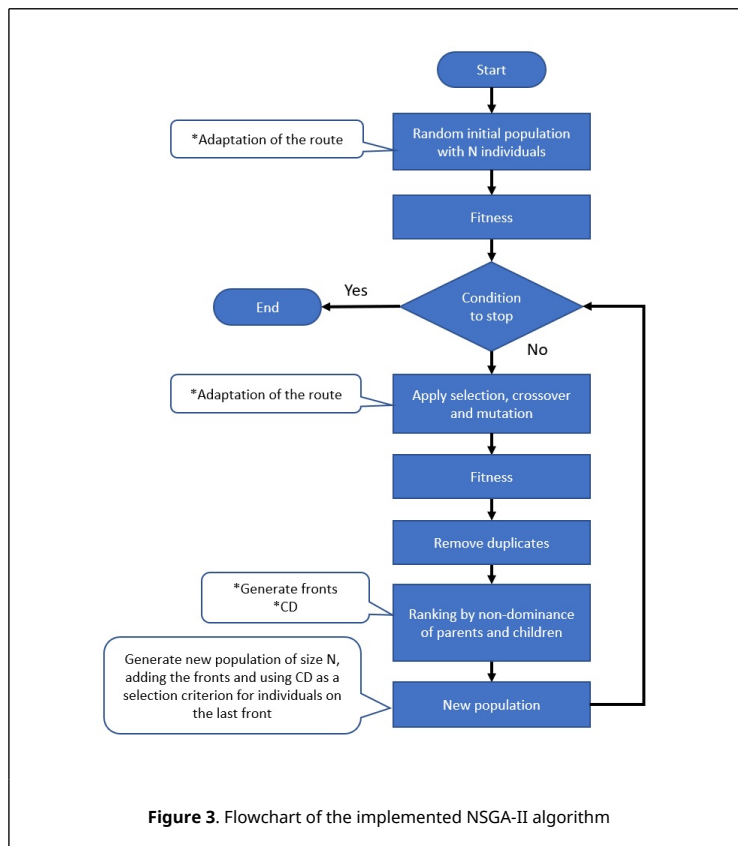 Start
*Adaptation of the route
Random initial population
with N individuals
Fitness
Condition
to stop
Yes
End
No
*Adaptation of the route
Apply selection, crossover
and mutation
Fitness
Remove duplicates
*Generate fronts
*CD
Ranking by non-dominance
of parents and children
Generate new population of size N,
adding the fronts and using CD as a
selection criterion for individuals on
the last front
New population
Figure 3. Flowchart of the implemented NSGA-II algorithm